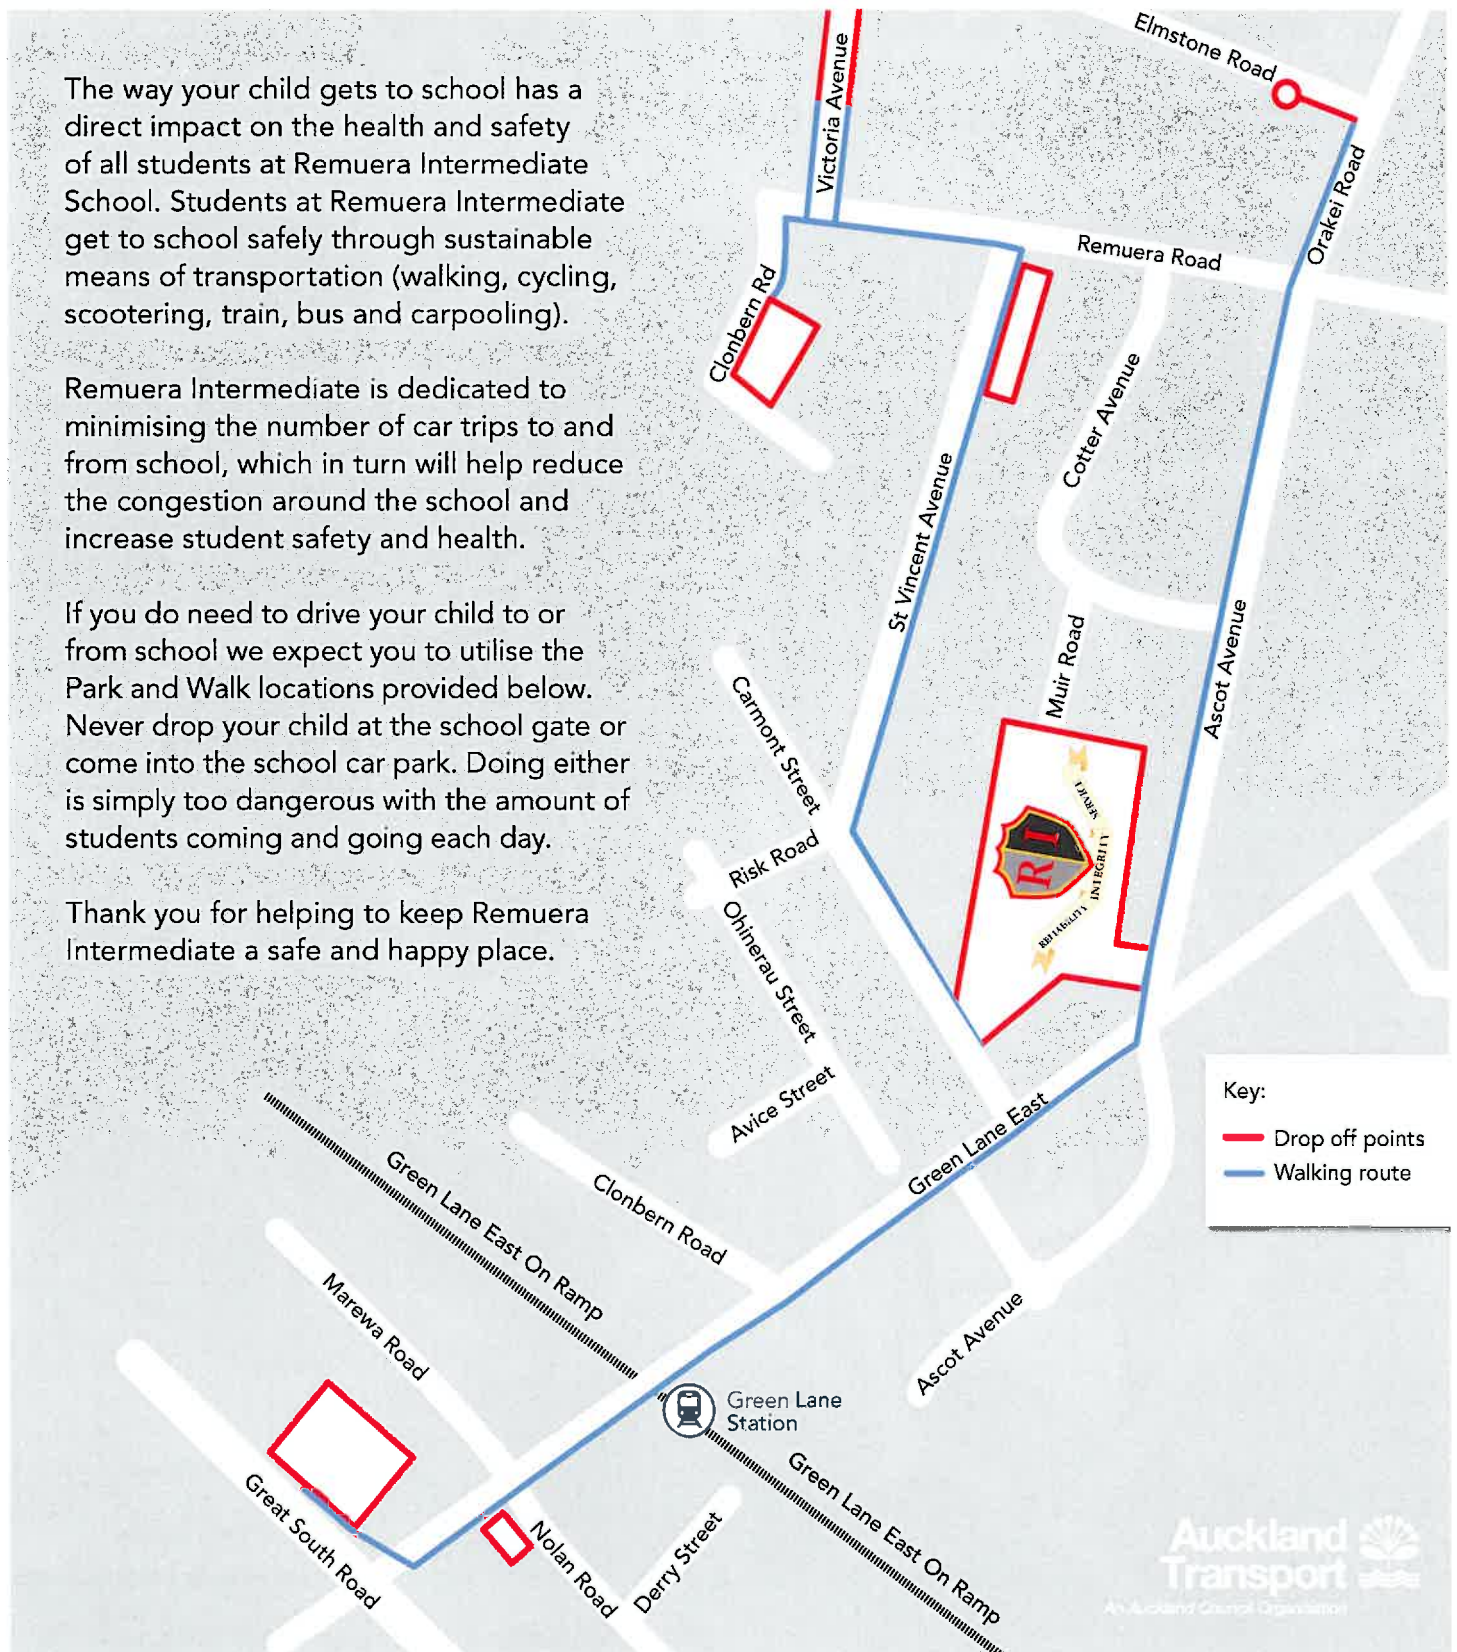 The way your child gets to school has a
direct impact on the health and safety
of all students at Remuera Intermediate
School. Students at Remuera Intermediate
get to school safely through sustainable
means of transportation (walking, cycling,
scootering, train, bus and carpooling).
Remuera Intermediate is dedicated to
minimising the number of car trips to and
from school, which in turn will help reduce
the congestion around the school and
increase student safety and health.
If you do need to drive your child to or
from school we expect you to utilise the
Park and Walk locations provided below.
Never drop your child at the school gate or
come into the school car park. Doing either
is simply too dangerous with the amount of
students coming and going each day.
Thank you for helping to keep Remuera
Intermediate a safe and happy place.
Elmstone Road
Victoria Avenue
Orakei Road
Remuera Road
Clonbern Rd
Cotter Avenue
St Vincent Avenue
Muir Road
Ascot Avenue
Carmont Street
Risk Road
Ohinerau Street
Avice Street
RI
SERVICE
INTEGRITY
RELIABILITY
Green Lane East
Key:
Drop off points
Walking route
Green Lane East On Ramp
Clonbern Road
Marewa Road
Ascot Avenue
Green Lane
Station
Great South Road
Nolan Road
Derry Street
Green Lane East On Ramp
Auckland
Transport
An Auckland Council Organisation